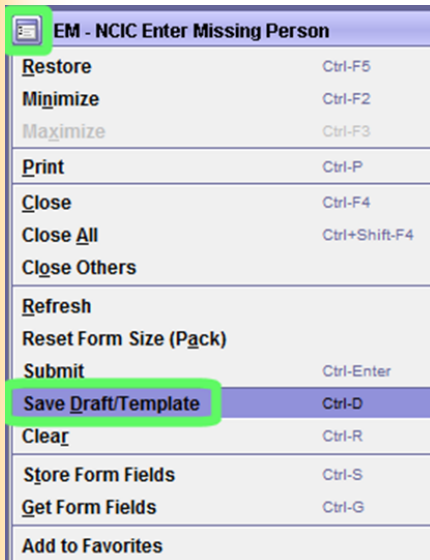 EM - NCIC Enter Missing Person
Restore Ctrl-F5
Minimize Ctrl-F2
Maximize Ctrl-F3
Print Ctrl-P
Close Ctrl-F4
Close All Ctrl+Shift-F4
Close Others
Refresh
Reset Form Size (Pack)
Submit Ctrl-Enter
Save Draft/Template Ctrl-D
Clear Ctrl-R
Store Form Fields Ctrl-S
Get Form Fields Ctrl-G
Add to Favorites